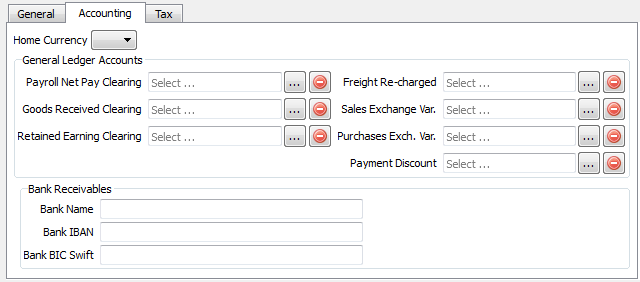 General Accounting Tax
Home Currency
General Ledger Accounts
Payroll Net Pay Clearing Select ... ... Freight Re-charged Select ... ...
Goods Received Clearing Select ... ... Sales Exchange Var. Select ... ...
Retained Earning Clearing Select ... ... Purchases Exch. Var. Select ... ...
Payment Discount Select ... ...
Bank Receivables
Bank Name
Bank IBAN
Bank BIC Swift